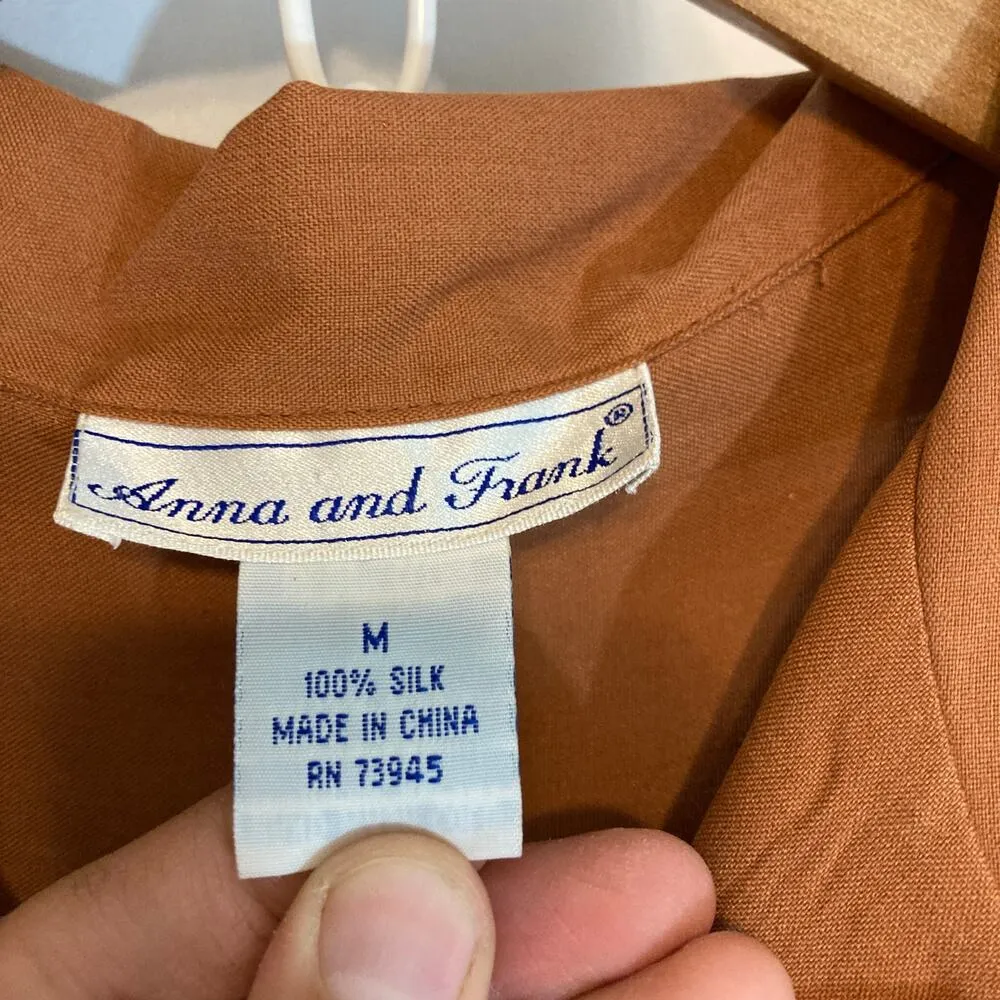 Anna and Frank®
M
100% SILK
MADE IN CHINA
RN 73945